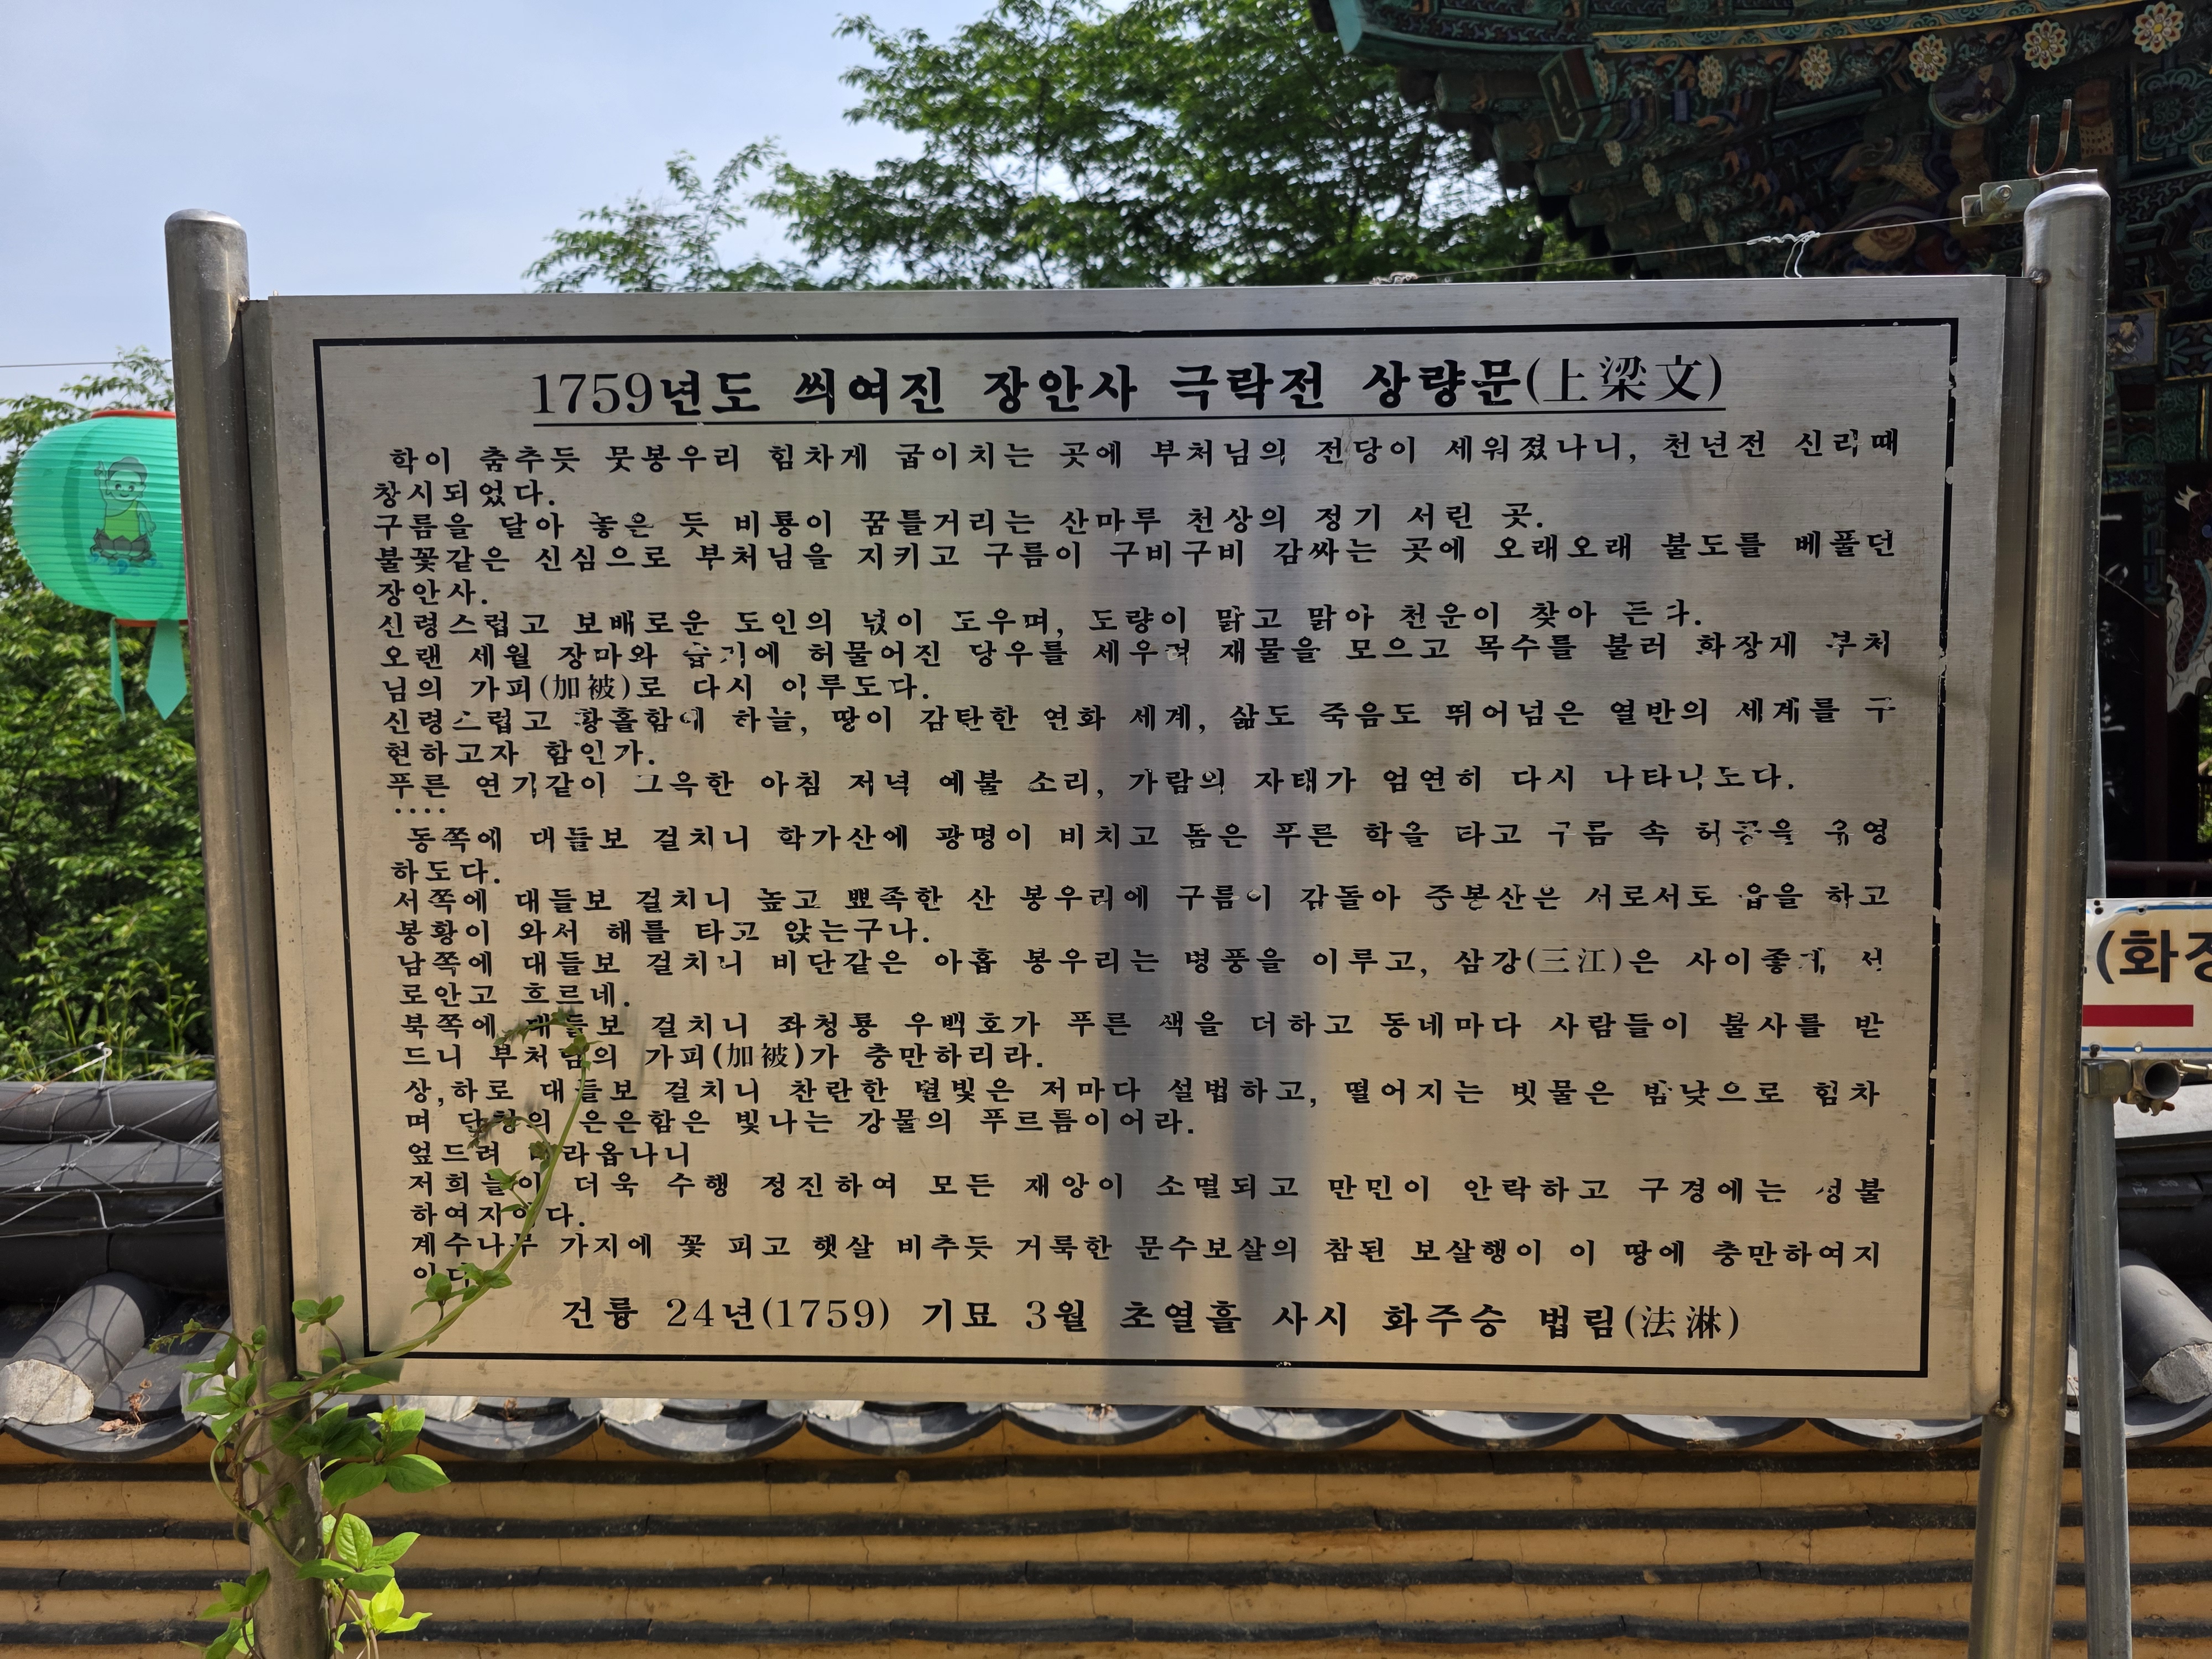 1759년도 씌여진 장안사 극락전 상량문(上梁文)
학이 춤추듯 뭇봉우리 힘차게 굽이치는 곳에 부처님의 전당이 세워졌나니, 천년전 신라때
창시되었다.
구름을 달아 놓은 듯 비룡이 꿈틀거리는 산마루 천상의 정기 서린 곳.
불꽃같은 신심으로 부처님을 지키고 구름이 구비구비 감싸는 곳에 오래오래 불도를 베풀던
장안사.
신령스럽고 보배로운 도인의 넋이 도우며, 도량이 맑고 맑아 천운이 찾아 든다.
오랜 세월 장마와 습기에 허물어진 당우를 세우려 재물을 모으고 목수를 불러 화장게 부처
님의 가피(加被)로 다시 이루도다.
신령스럽고 황홀함에 하늘, 땅이 감탄한 연화 세계, 삶도 죽음도 뛰어넘은 열반의 세계를 구
현하고자 함인가.
푸른 연기같이 그윽한 아침 저녁 예불 소리, 가람의 자태가 엄연히 다시 나타나도다.
····
동쪽에 대들보 걸치니 학가산에 광명이 비치고 돔은 푸른 학을 타고 구름 속 허공을 유영
하도다.
서쪽에 대들보 걸치니 높고 뾰족한 산 봉우리에 구름이 감돌아 중본산은 서로서로 읍을 하고
봉황이 와서 해를 타고 앉는구나.
남쪽에 대들보 걸치니 비단같은 아홉 봉우리는 병풍을 이루고, 삼강(三江)은 사이좋게 서
로안고 흐르네.
북쪽에 대들보 걸치니 좌청룡 우백호가 푸른 색을 더하고 동네마다 사람들이 불사를 받
드니 부처님의 가피(加被)가 충만하리라.
상,하로 대들보 걸치니 찬란한 별빛은 저마다 설법하고, 떨어지는 빗물은 밤낮으로 힘차
며 단청의 은은함은 빛나는 강물의 푸르름이어라.
엎드려 바라옵나니
저희들이 더욱 수행 정진하여 모든 재앙이 소멸되고 만민이 안락하고 구경에는 성불
하여지이다.
계수나무 가지에 꽃 피고 햇살 비추듯 거룩한 문수보살의 참된 보살행이 이 땅에 충만하여지
이다
건륭 24년(1759) 기묘 3월 초열흘 사시 화주승 법림(法淋)